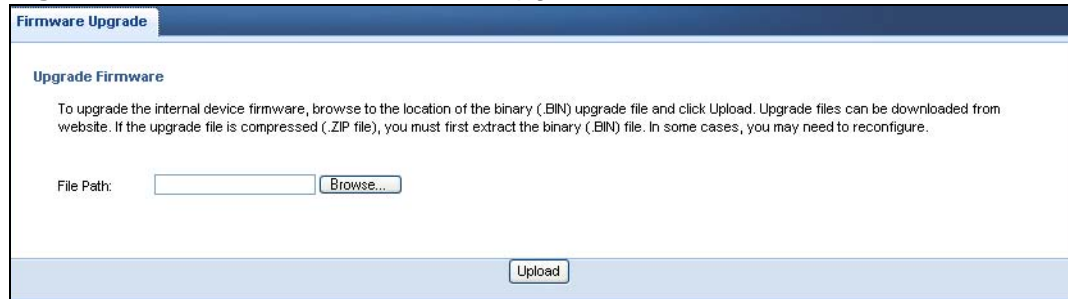 Firmware Upgrade
Upgrade Firmware
To upgrade the internal device firmware, browse to the location of the binary (.BIN) upgrade file and click Upload. Upgrade files can be downloaded from
website. If the upgrade file is compressed (.ZIP file), you must first extract the binary (.BIN) file. In some cases, you may need to reconfigure.
File Path:
Browse...
Upload